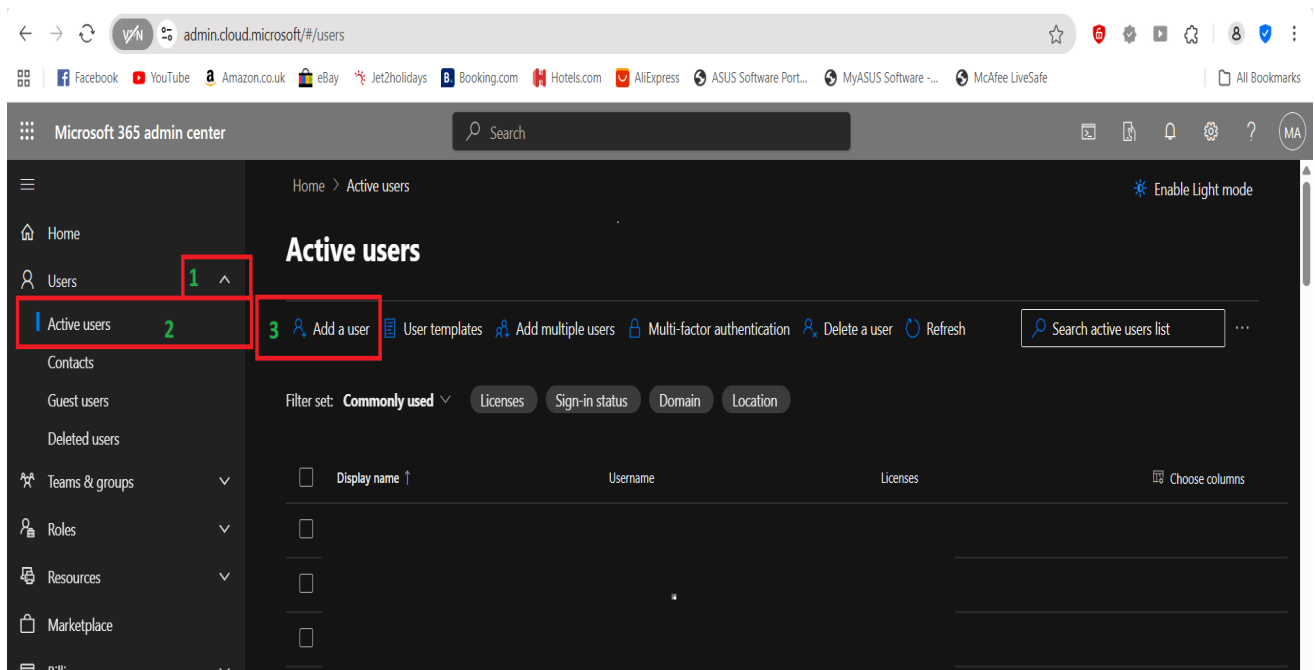 VPN admin.cloud.microsoft/#/users 8
Facebook YouTube Amazon.co.uk eBay Jet2holidays B. Booking.com Hotels.com AliExpress ASUS Software Port... MyASUS Software -... McAfee LiveSafe All Bookmarks
Microsoft 365 admin center Search ? MA
Home > Active users Enable Light mode
Home
Active users
Users 1
Active users 2
3 Add a user User templates Add multiple users Multi-factor authentication Delete a user Refresh Search active users list ...
Contacts
Guest users
Filter set: Commonly used Licenses Sign-in status Domain Location
Deleted users
Teams & groups
Display name ↑ Username Licenses Choose columns
Roles
Resources
Marketplace